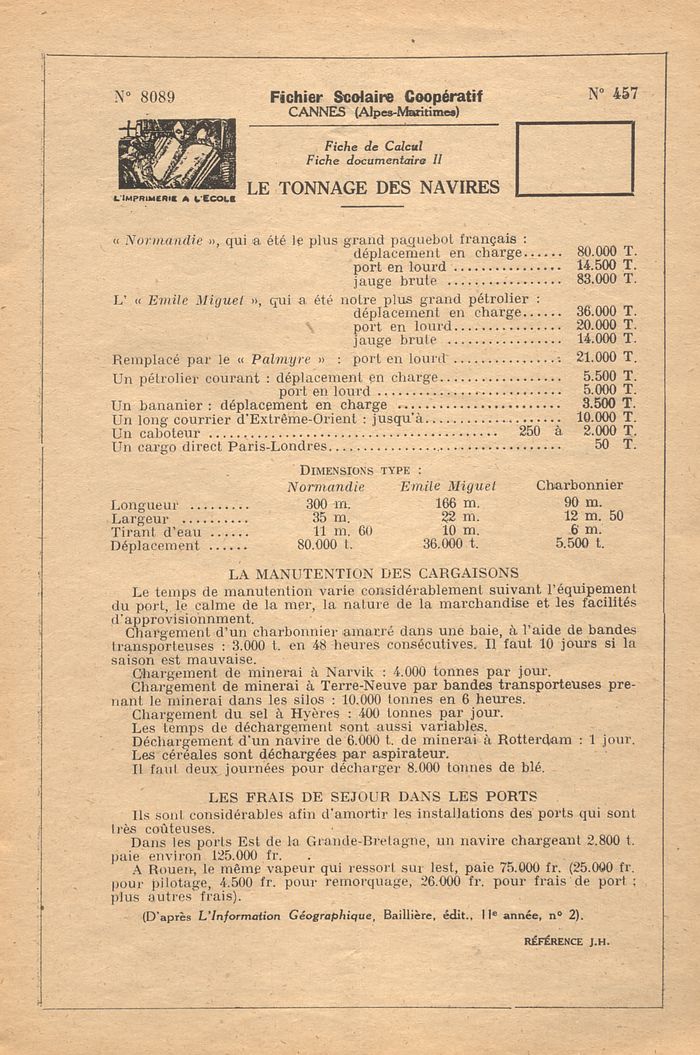 N° 8089
Fichier Scolaire Coopératif
N° 457
CANNES (Alpes-Maritimes)
Fiche de Calcul
Fiche documentaire II
L'IMPRIMERIE A L'ECOLE
LE TONNAGE DES NAVIRES
« Normandie », qui a été le plus grand paquebot français :
déplacement en charge...... 80.000 T.
port en lourd ................ 14.500 T.
jauge brute ................. 83.000 T.
L' « Emile Miguet », qui a été notre plus grand pétrolier :
déplacement en charge...... 36.000 T.
port en lourd................ 20.000 T.
jauge brute ................. 14.000 T.
Remplacé par le « Palmyre » : port en lourd ................ 21.000 T.
Un pétrolier courant : déplacement en charge.................. 5.500 T.
port en lourd ........................... 5.000 T.
Un bananier : déplacement en charge ........................ 3.500 T.
Un long courrier d'Extrême-Orient : jusqu'à.................... 10.000 T.
Un caboteur .......................................... 250 à 2.000 T.
Un cargo direct Paris-Londres.................................. 50 T.
DIMENSIONS TYPE :
Normandie Emile Miguet Charbonnier
Longueur ......... 300 m. 166 m. 90 m.
Largeur .......... 35 m. 22 m. 12 m. 50
Tirant d'eau ...... 11 m. 60 10 m. 6 m.
Déplacement ...... 80.000 t. 36.000 t. 5.500 t.
LA MANUTENTION DES CARGAISONS
Le temps de manutention varie considérablement suivant l'équipement
du port, le calme de la mer, la nature de la marchandise et les facilités
d'approvisionnment.
Chargement d'un charbonnier amarré dans une baie, à l'aide de bandes
transporteuses : 3.000 t. en 48 heures consécutives. Il faut 10 jours si la
saison est mauvaise.
Chargement de minerai à Narvik : 4.000 tonnes par jour.
Chargement de minerai à Terre-Neuve par bandes transporteuses pre-
nant le minerai dans les silos : 10.000 tonnes en 6 heures.
Chargement du sel à Hyères : 400 tonnes par jour.
Les temps de déchargement sont aussi variables.
Déchargement d'un navire de 6.000 t. de minerai à Rotterdam : 1 jour.
Les céréales sont déchargées par aspirateur.
Il faut deux journées pour décharger 8.000 tonnes de blé.
LES FRAIS DE SEJOUR DANS LES PORTS
Ils sont considérables afin d'amortir les installations des ports qui sont
très coûteuses.
Dans les ports Est de la Grande-Bretagne, un navire chargeant 2.800 t.
paie environ 125.000 fr.
A Rouen, le même vapeur qui ressort sur lest, paie 75.000 fr. (25.000 fr.
pour pilotage, 4.500 fr. pour remorquage, 26.000 fr. pour frais de port ;
plus autres frais).
(D'après L'Information Géographique, Baillière, édit., 11e année, n° 2).
RÉFÉRENCE J.H.